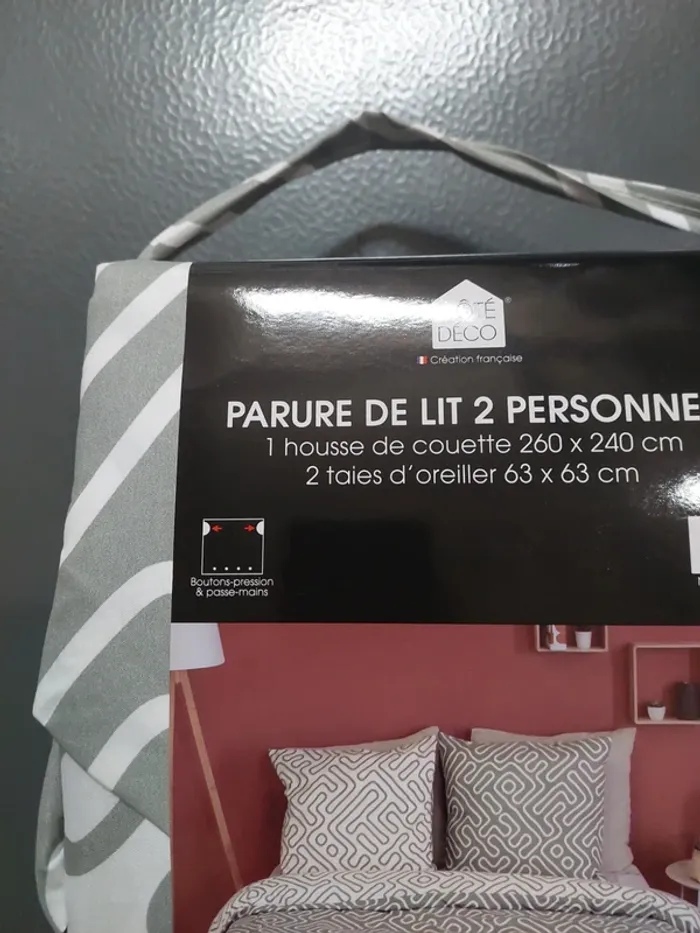 CÔTÉ
DÉCO
Création française
PARURE DE LIT 2 PERSONNE
1 housse de couette 260 x 240 cm
2 taies d'oreiller 63 x 63 cm
Boutons-pression
& passe-mains